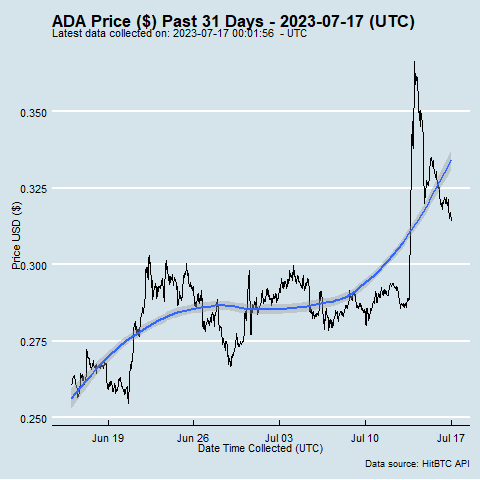 ADA Price ($) Past 31 Days - 2023-07-17 (UTC)
Latest data collected on: 2023-07-17 00:01:56  - UTC
Price USD ($)
0.350
0.325
0.300
0.275
0.250
Jun 19
Jun 26
Jul 03
Jul 10
Jul 17
Date Time Collected (UTC)
Data source: HitBTC API